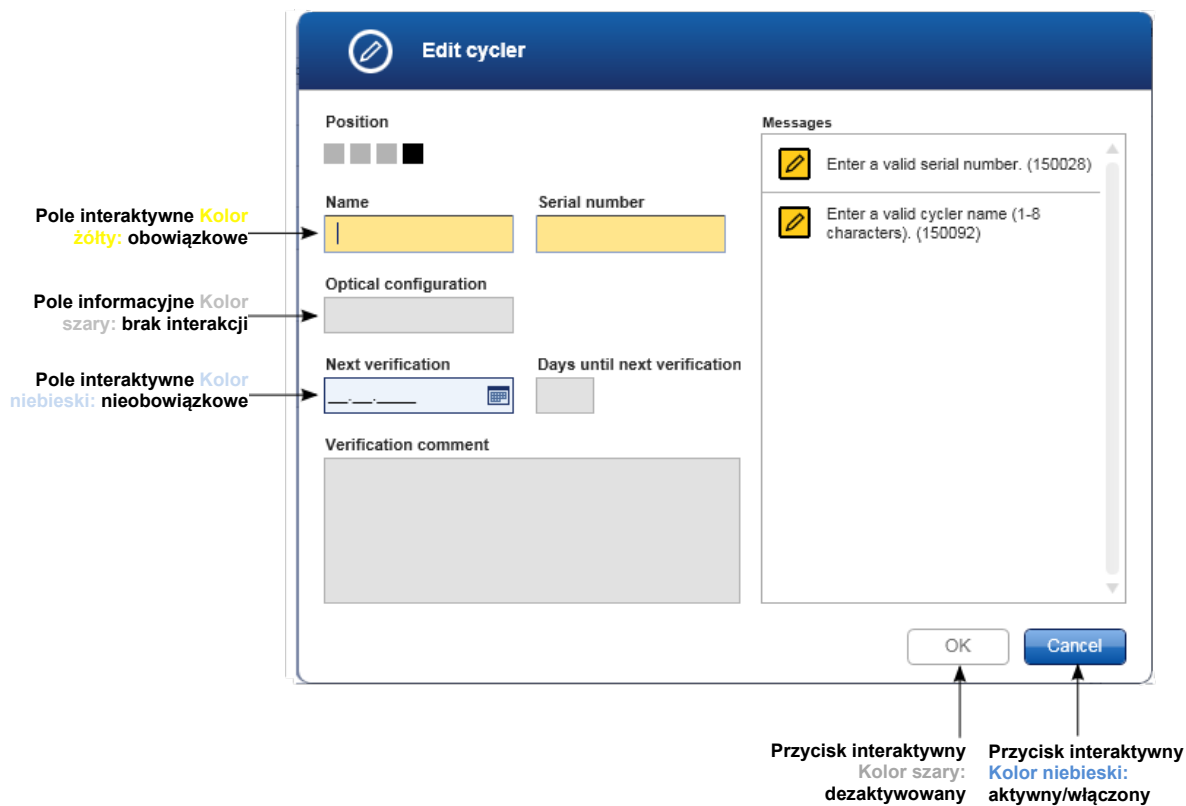 Edit cycler
Position
Messages
Enter a valid serial number. (150028)
Enter a valid cycler name (1-8
characters). (150092)
Name
Serial number
Pole interaktywne Kolor
żółty: obowiązkowe
Optical configuration
Pole informacyjne Kolor
szary: brak interakcji
Next verification
Days until next verification
Pole interaktywne Kolor
niebieski: nieobowiązkowe
__.__.____
Verification comment
OK
Cancel
Przycisk interaktywny
Kolor szary:
dezaktywowany
Przycisk interaktywny
Kolor niebieski:
aktywny/włączony